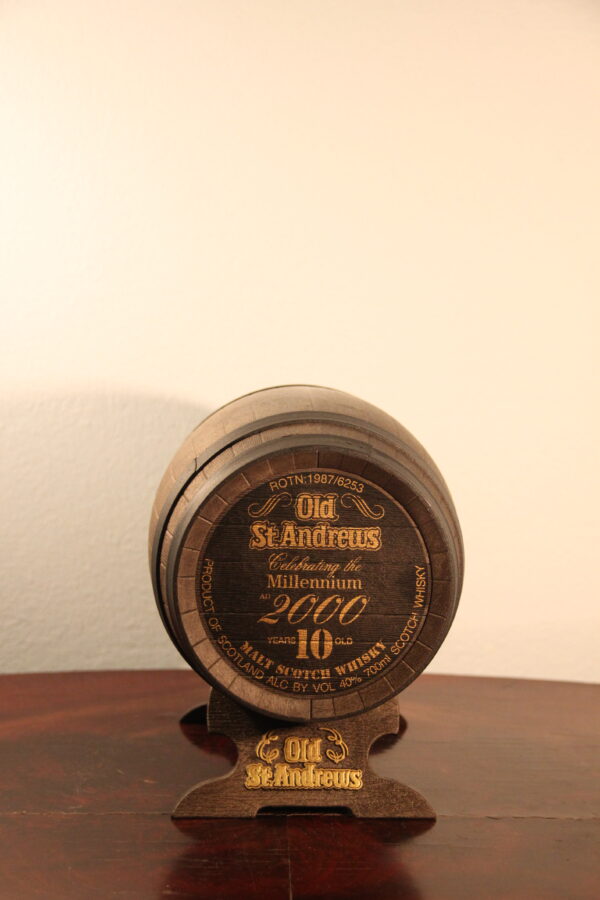 ROTN:1987/6253
Old
St Andrews
Celebrating the
Millennium
AD 2000
YEARS 10 OLD
MALT SCOTCH WHISKY
PRODUCT OF SCOTLAND ALC BY VOL 40% 700ml SCOTCH WHISKY
Old
St Andrews